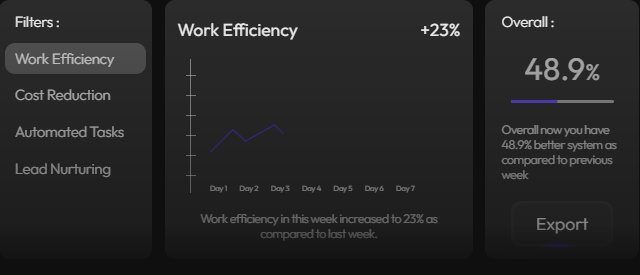 Filters :
Work Efficiency
Cost Reduction
Automated Tasks
Lead Nurturing
Work Efficiency
+23%
Day 1 Day 2 Day 3 Day 4 Day 5 Day 6 Day 7
Work efficiency in this week increased to 23% as
compared to last week.
Overall :
48.9%
Overall now you have
48.9% better system as
compared to previous
week
Export